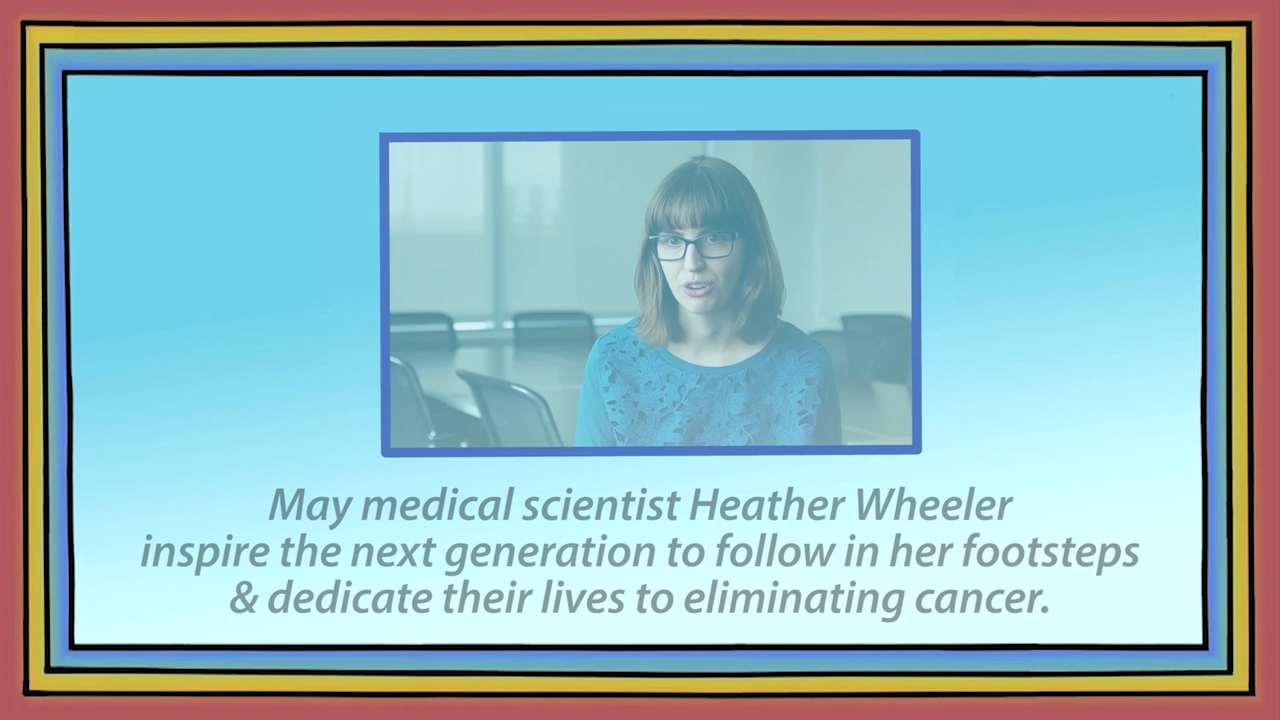 May medical scientist Heather Wheeler
inspire the next generation to follow in her footsteps
& dedicate their lives to eliminating cancer.